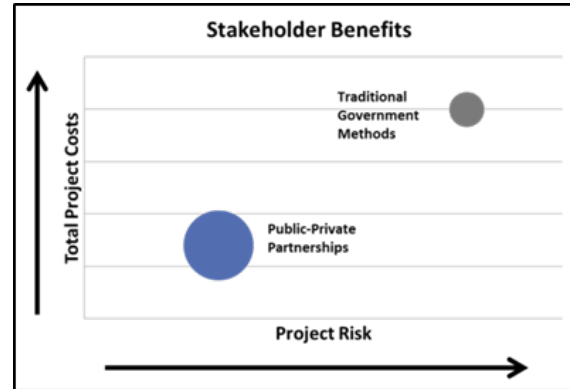 Stakeholder Benefits
Total Project Costs
Traditional
Government
Methods
Public-Private
Partnerships
Project Risk